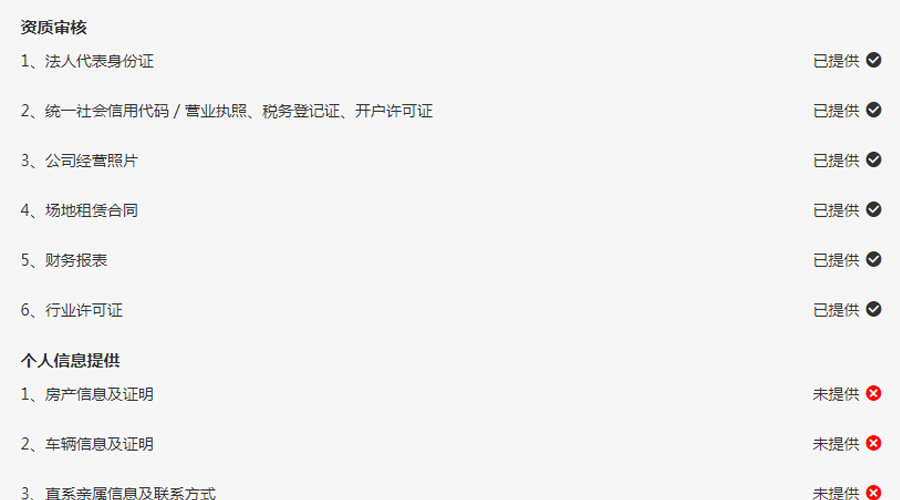 资质审核
1、法人代表身份证 已提供
2、统一社会信用代码 / 营业执照、税务登记证、开户许可证 已提供
3、公司经营照片 已提供
4、场地租赁合同 已提供
5、财务报表 已提供
6、行业许可证 已提供
个人信息提供
1、房产信息及证明 未提供
2、车辆信息及证明 未提供
3、直系亲属信息及联系方式 未提供